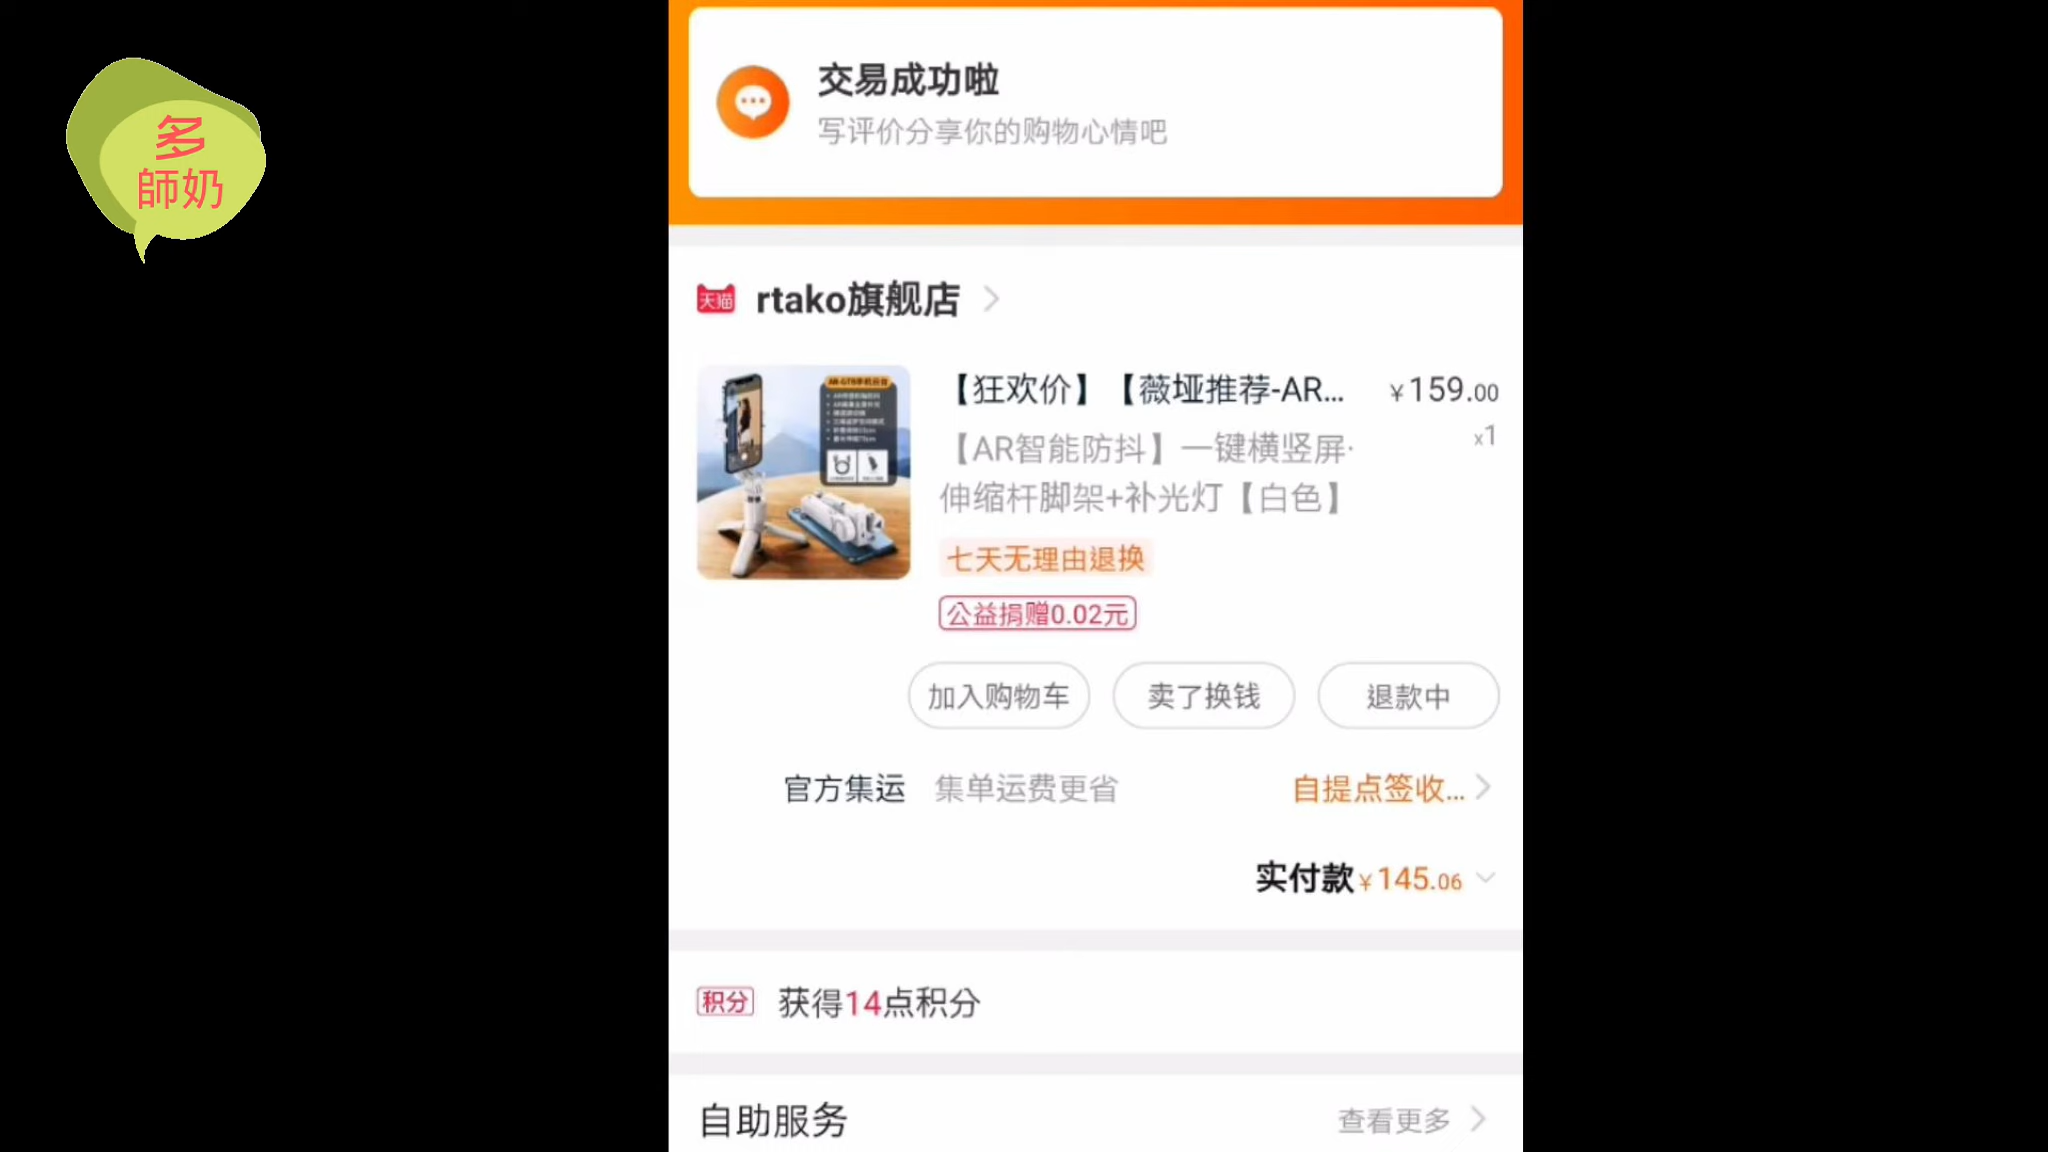 多
師奶
交易成功啦
写评价分享你的购物心情吧
天猫 rtako旗舰店
【狂欢价】【薇娅推荐-AR... ¥159.00
【AR智能防抖】一键横竖屏· x1
伸缩杆脚架+补光灯【白色】
七天无理由退换
公益捐赠0.02元
加入购物车 卖了换钱 退款中
官方集运 集单运费更省 自提点签收...
实付款¥145.06
积分 获得14点积分
自助服务 查看更多